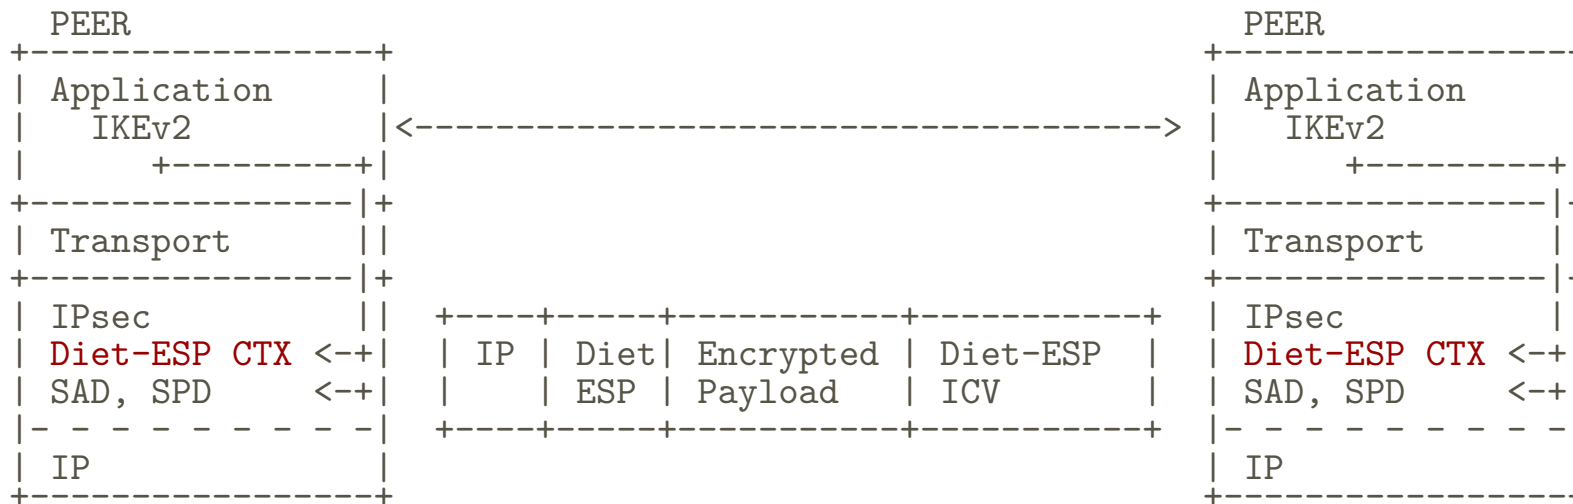 PEER                                                      PEER
+------------------+                                       +-----------------
| Application      |                                       | Application
|   IKEv2          |<------------------------------------->|   IKEv2
|      +----------+|                                       |      +----------+
+----------------|+                                        +----------------|+
| Transport      ||                                        | Transport      |
+----------------|+                                        +----------------|+
| IPsec          ||  +----+-----+-----------+-----------+  | IPsec          |
| Diet-ESP CTX <-+|  | IP | Diet| Encrypted | Diet-ESP  |  | Diet-ESP CTX <-+
| SAD, SPD     <-+|  |    | ESP | Payload   | ICV       |  | SAD, SPD     <-+
|- - - - - - - - -|  +----+-----+-----------+-----------+  |- - - - - - - - -
| IP              |                                        | IP
+-----------------+                                        +-----------------